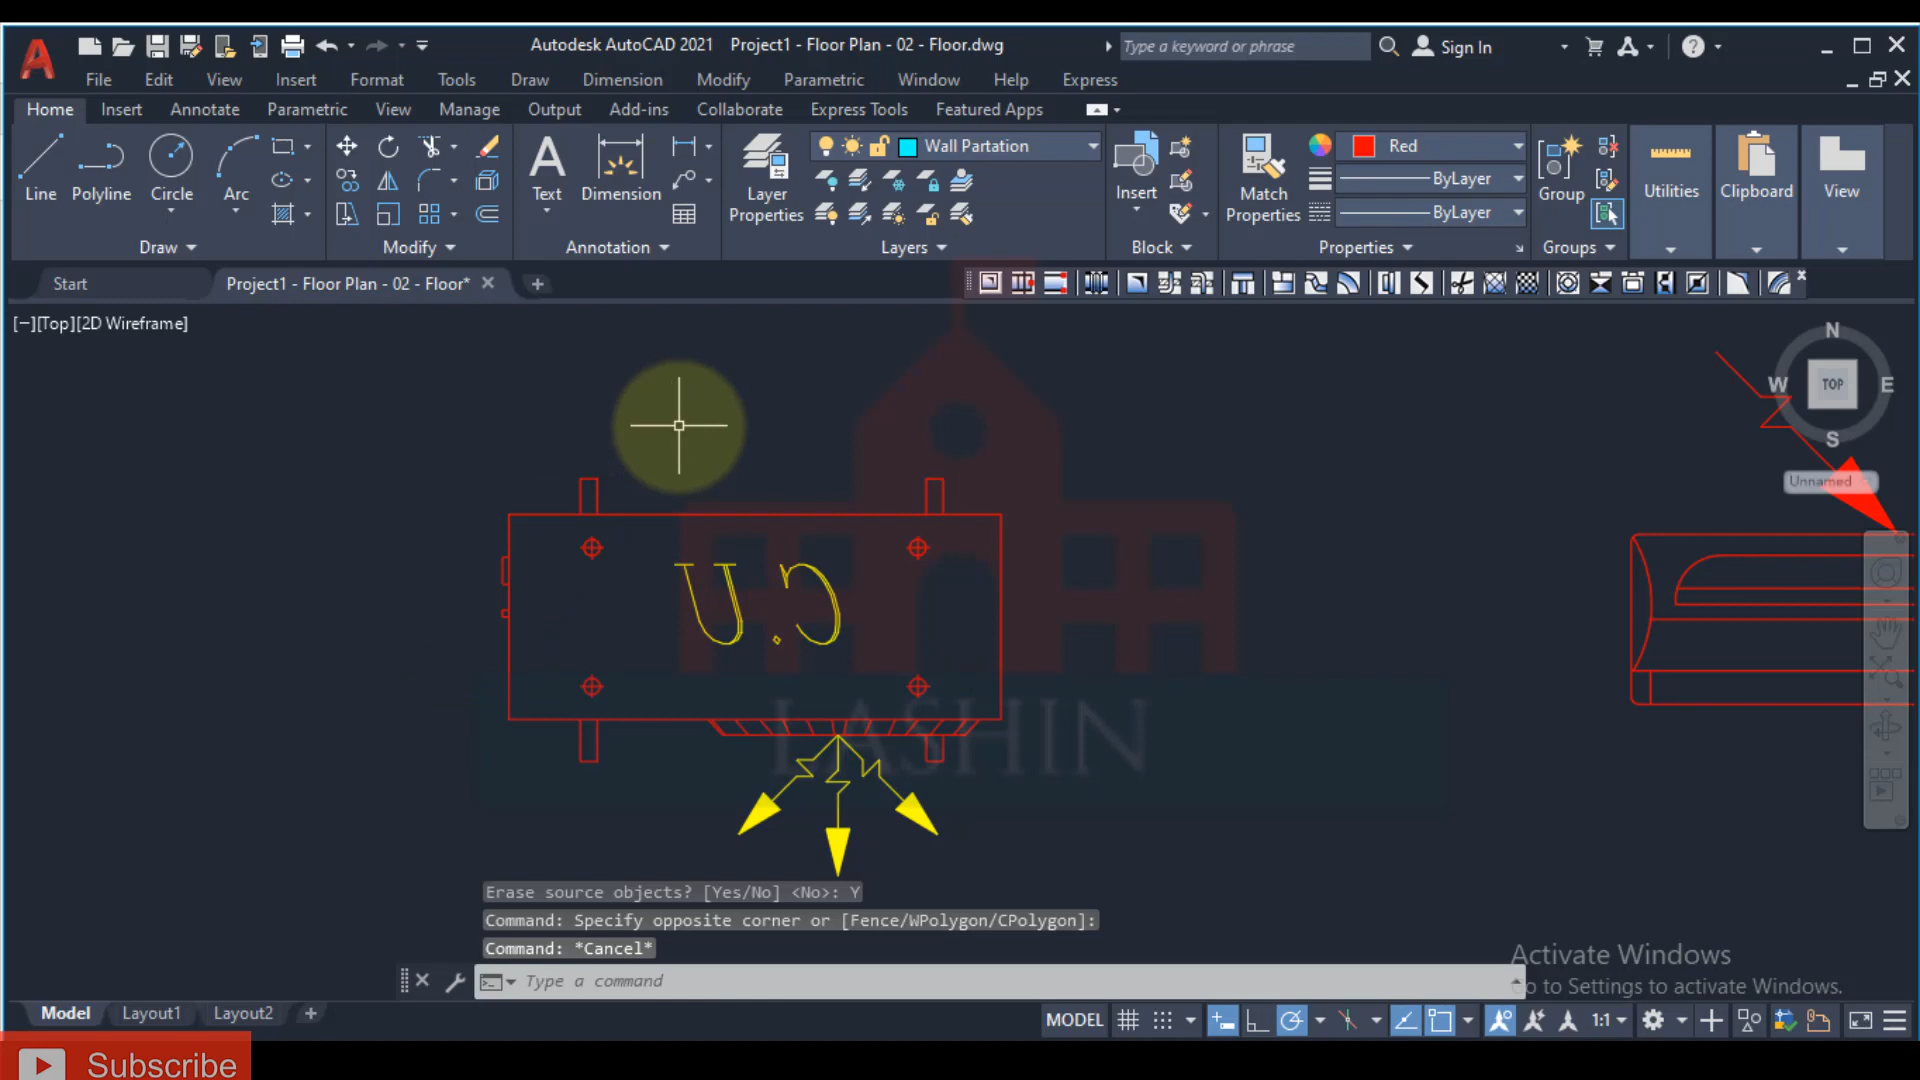 Autodesk AutoCAD 2021 Project1 - Floor Plan - 02 - Floor.dwg
Type a keyword or phrase
Sign In
File Edit View Insert Format Tools Draw Dimension Modify Parametric Window Help Express
Home Insert Annotate Parametric View Manage Output Add-ins Collaborate Express Tools Featured Apps
Line Polyline Circle Arc
Draw
Modify
Text Dimension
Annotation
Layer Properties
Wall Partation
Layers
Insert
Block
Match Properties
Red
ByLayer
ByLayer
Properties
Group
Groups
Utilities
Clipboard
View
Start
Project1 - Floor Plan - 02 - Floor*
[−][Top][2D Wireframe]
N
W TOP E
S
Unnamed
C.U
LASHIN
Erase source objects? [Yes/No] <No>: Y
Command: Specify opposite corner or [Fence/WPolygon/CPolygon]:
Command: *Cancel*
Type a command
Activate Windows
Go to Settings to activate Windows.
Model Layout1 Layout2
MODEL
1:1
Subscribe